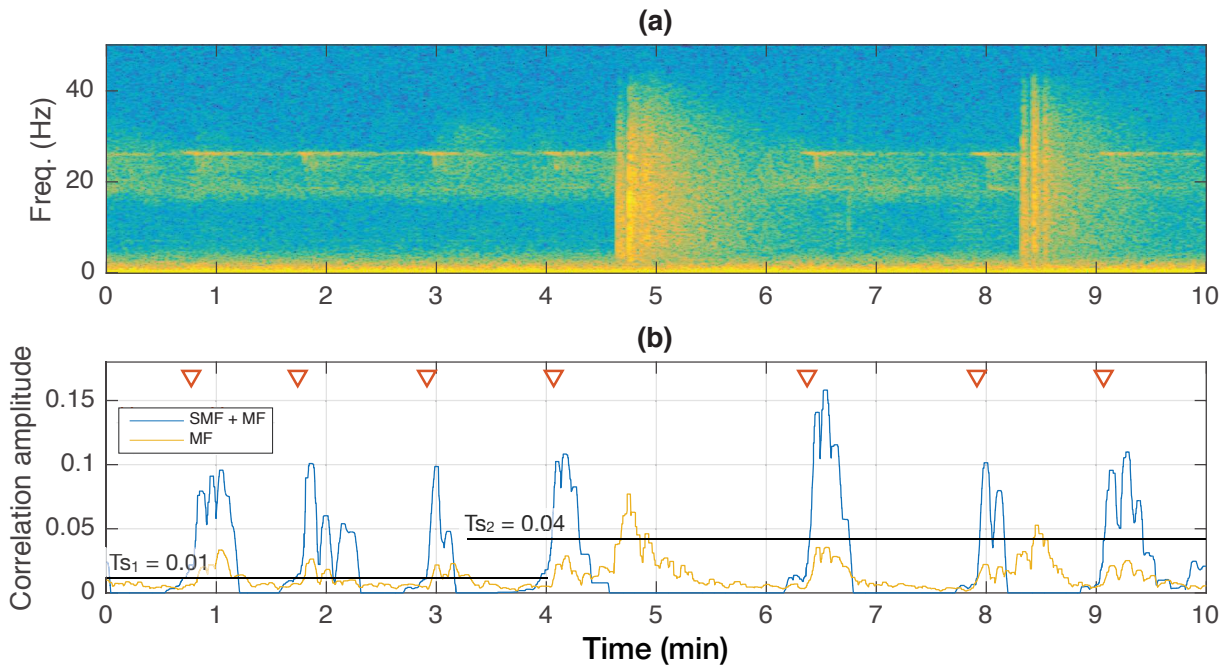 (a)
Freq. (Hz)
40
20
0
0 1 2 3 4 5 6 7 8 9 10
(b)
Correlation amplitude
0.15
0.1
0.05
0
SMF + MF
MF
Ts1 = 0.01
Ts2 = 0.04
0 1 2 3 4 5 6 7 8 9 10
Time (min)